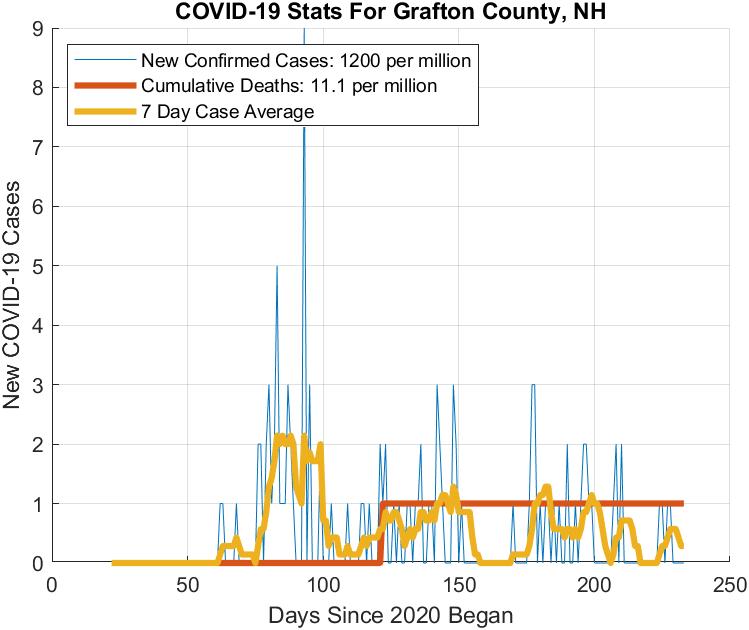 COVID-19 Stats For Grafton County, NH
New Confirmed Cases: 1200 per million
Cumulative Deaths: 11.1 per million
7 Day Case Average
New COVID-19 Cases
9
8
7
6
5
4
3
2
1
0
0 50 100 150 200 250
Days Since 2020 Began